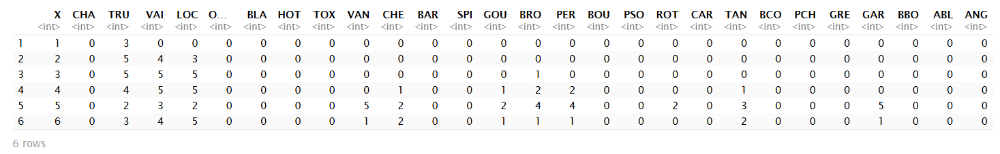 X CHA TRU VAI LOC O... BLA HOT TOX VAN CHE BAR SPI GOU BRO PER BOU PSO ROT CAR TAN BCO PCH GRE GAR BBO ABL ANG
<int> <int> <int> <int> <int> <int> <int> <int> <int> <int> <int> <int> <int> <int> <int> <int> <int> <int> <int> <int> <int> <int> <int> <int> <int> <int> <int> <int>
1 1 0 3 0 0 0 0 0 0 0 0 0 0 0 0 0 0 0 0 0 0 0 0 0 0 0 0 0
2 2 0 5 4 3 0 0 0 0 0 0 0 0 0 0 0 0 0 0 0 0 0 0 0 0 0 0 0
3 3 0 5 5 5 0 0 0 0 0 0 0 0 0 1 0 0 0 0 0 0 0 0 0 0 0 0 0
4 4 0 4 5 5 0 0 0 0 0 1 0 0 1 2 2 0 0 0 0 1 0 0 0 0 0 0 0
5 5 0 2 3 2 0 0 0 0 5 2 0 0 2 4 4 0 0 2 0 3 0 0 0 5 0 0 0
6 6 0 3 4 5 0 0 0 0 1 2 0 0 1 1 1 0 0 0 0 2 0 0 0 1 0 0 0
6 rows